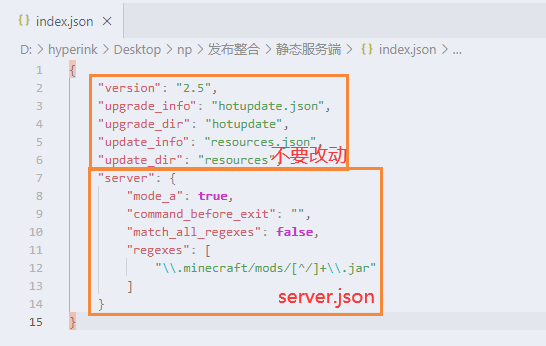 {} index.json
D: > hyperink > Desktop > np > 发布整合 > 静态服务端 > {} index.json > ...
1 {
2 "version": "2.5",
3 "upgrade_info": "hotupdate.json",
4 "upgrade_dir": "hotupdate",
5 "update_info": "resources.json",
6 "update_dir": "resources",
不要改动
7 "server": {
8 "mode_a": true,
9 "command_before_exit": "",
10 "match_all_regexes": false,
11 "regexes": [
12 "\\.minecraft/mods/[^/]+\\.jar"
13 ]
14 }
server.json
15 }